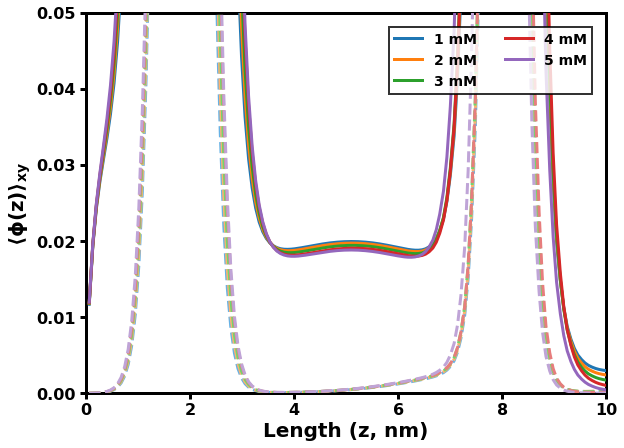 0.05
0.04
0.03
0.02
0.01
0.00
⟨ϕ(z)⟩xy
1 mM
2 mM
3 mM
4 mM
5 mM
0 2 4 6 8 10
Length (z, nm)